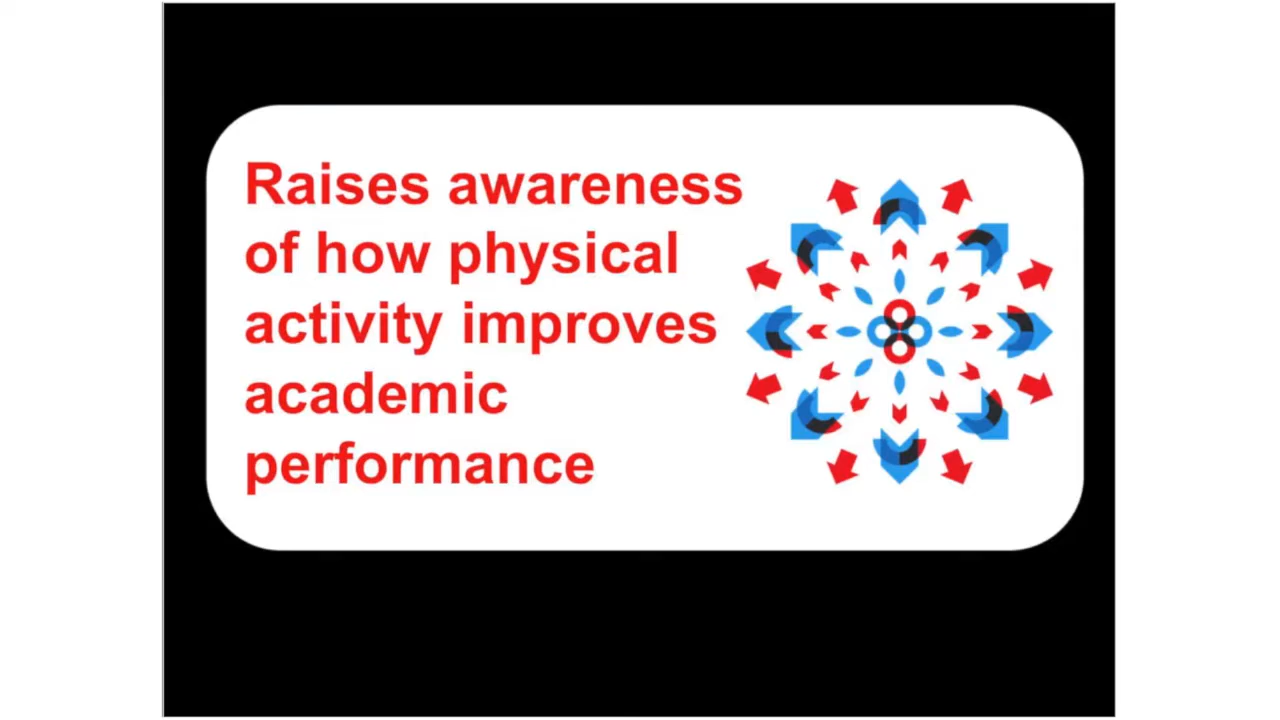 Raises awareness
of how physical
activity improves
academic
performance